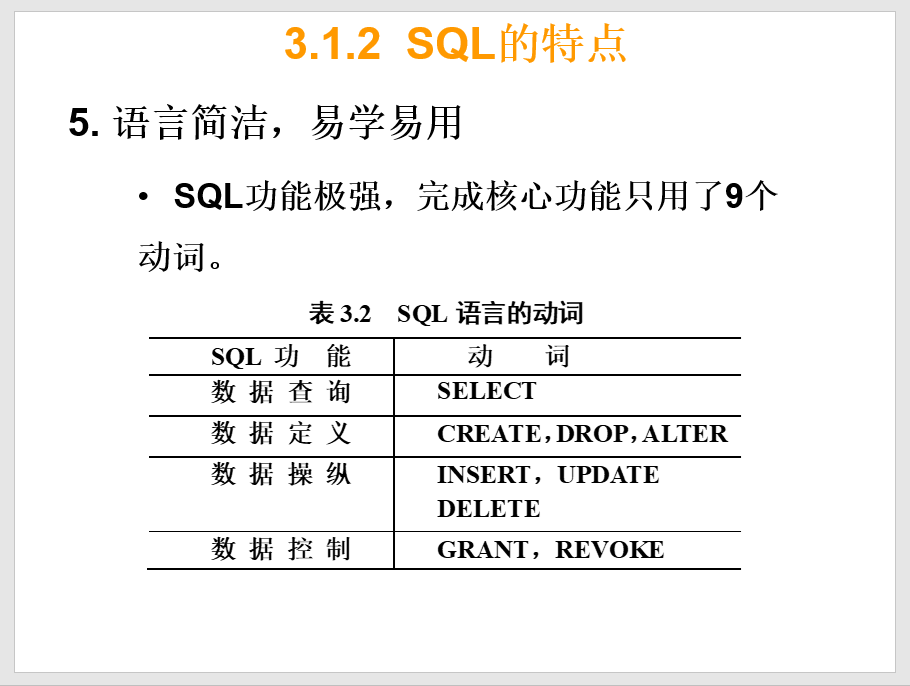 3.1.2 SQL的特点
5. 语言简洁，易学易用
• SQL功能极强，完成核心功能只用了9个
动词。
表 3.2 SQL 语言的动词
SQL 功 能 动 词
数 据 查 询 SELECT
数 据 定 义 CREATE，DROP，ALTER
数 据 操 纵 INSERT，UPDATE
DELETE
数 据 控 制 GRANT，REVOKE